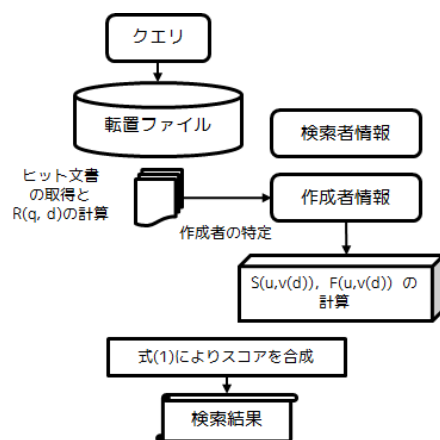 クエリ
転置ファイル
検索者情報
ヒット文書
の取得と
R(q, d)の計算
作成者情報
作成者の特定
S(u,v(d)), F(u,v(d)) の
計算
式(1)によりスコアを合成
検索結果